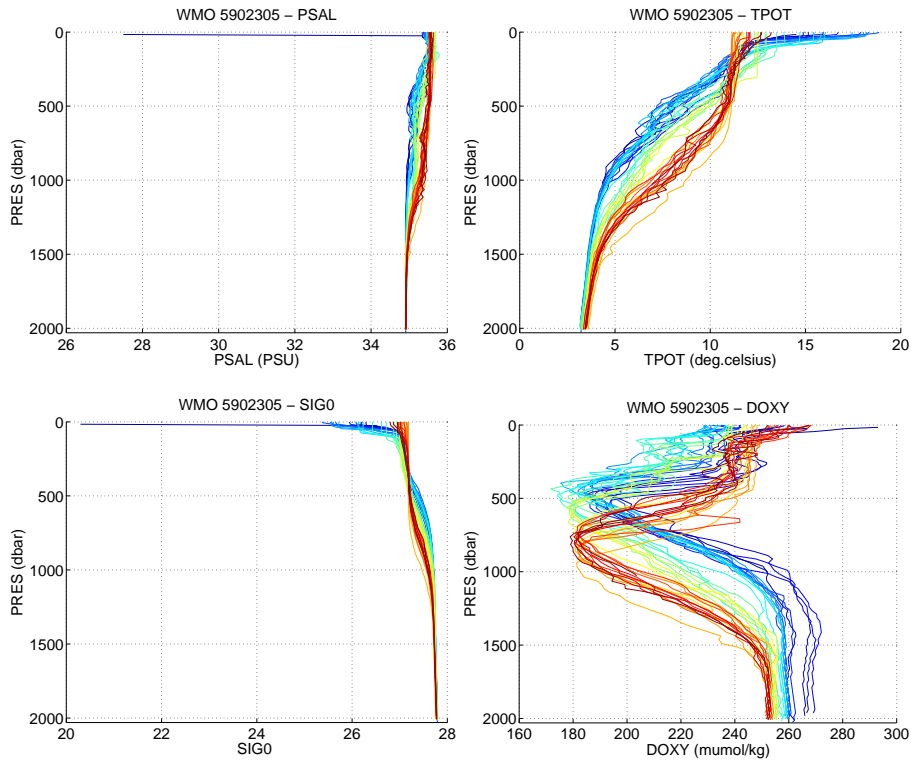 WMO 5902305 − PSAL
0
500
1000
1500
2000
PRES (dbar)
26 28 30 32 34 36
PSAL (PSU)
WMO 5902305 − TPOT
0
500
1000
1500
2000
PRES (dbar)
0 5 10 15 20
TPOT (deg.celsius)
WMO 5902305 − SIG0
0
500
1000
1500
2000
PRES (dbar)
20 22 24 26 28
SIG0
WMO 5902305 − DOXY
0
500
1000
1500
2000
PRES (dbar)
160 180 200 220 240 260 280 300
DOXY (mumol/kg)